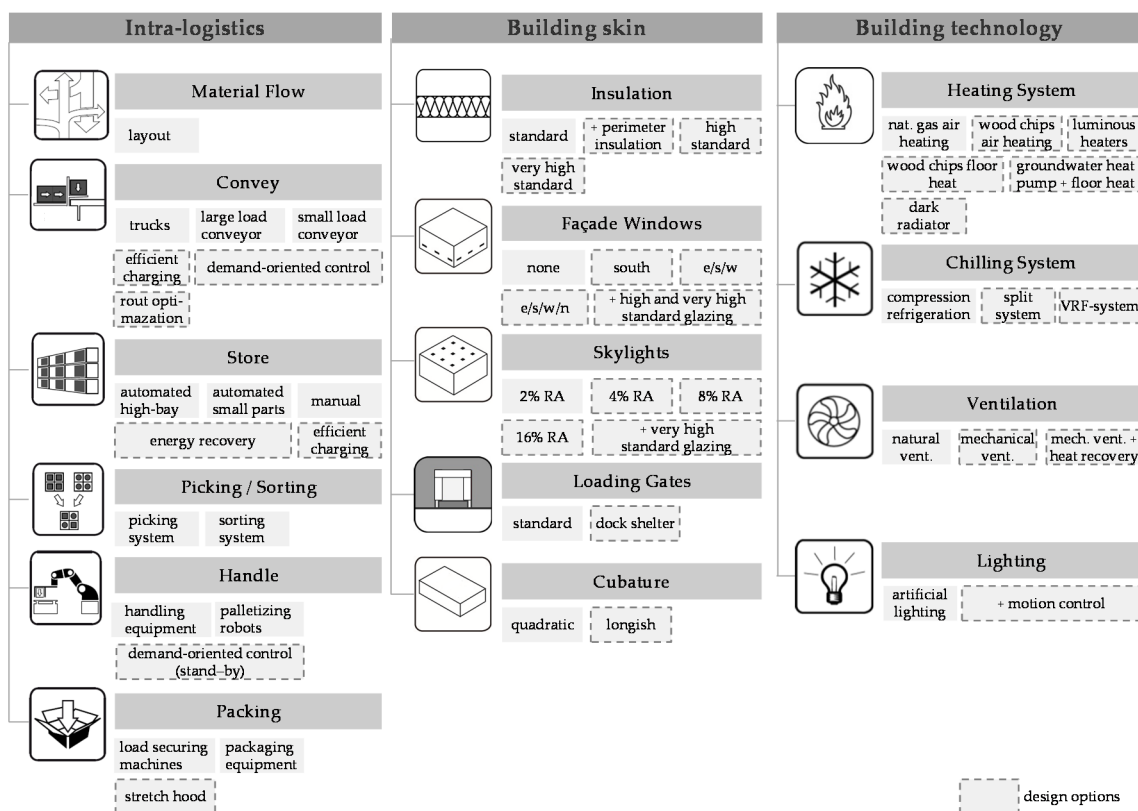 Intra-logistics
Material Flow
layout
Convey
trucks
large load
conveyor
small load
conveyor
efficient
charging
demand-oriented control
rout opti-
mazation
Store
automated
high-bay
automated
small parts
manual
energy recovery
efficient
charging
Picking / Sorting
picking
system
sorting
system
Handle
handling
equipment
palletizing
robots
demand-oriented control
(stand–by)
Packing
load securing
machines
packaging
equipment
stretch hood
Building skin
Insulation
standard
+ perimeter
insulation
high
standard
very high
standard
Façade Windows
none
south
e/s/w
e/s/w/n
+ high and very high
standard glazing
Skylights
2% RA
4% RA
8% RA
16% RA
+ very high
standard glazing
Loading Gates
standard
dock shelter
Cubature
quadratic
longish
Building technology
Heating System
nat. gas air
heating
wood chips
air heating
luminous
heaters
wood chips floor
heat
groundwater heat
pump + floor heat
dark
radiator
Chilling System
compression
refrigeration
split
system
VRF-system
Ventilation
natural
vent.
mechanical
vent.
mech. vent. +
heat recovery
Lighting
artificial
lighting
+ motion control
design options